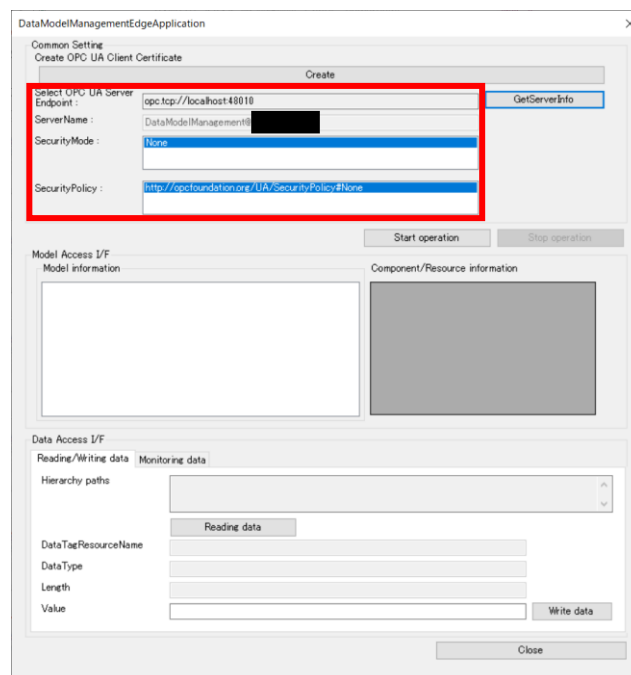 DataModelManagementEdgeApplication
Common Setting
Create OPC UA Client Certificate
Create
Select OPC UA Server
Endpoint :
opc.tcp://localhost:48010
GetServerInfo
ServerName :
DataModelManagement@
SecurityMode :
None
SecurityPolicy :
http://opcfoundation.org/UA/SecurityPolicy#None
Start operation
Stop operation
Model Access I/F
Model information
Component/Resource information
Data Access I/F
Reading/Writing data
Monitoring data
Hierarchy paths
Reading data
DataTagResourceName
DataType
Length
Value
Write data
Close